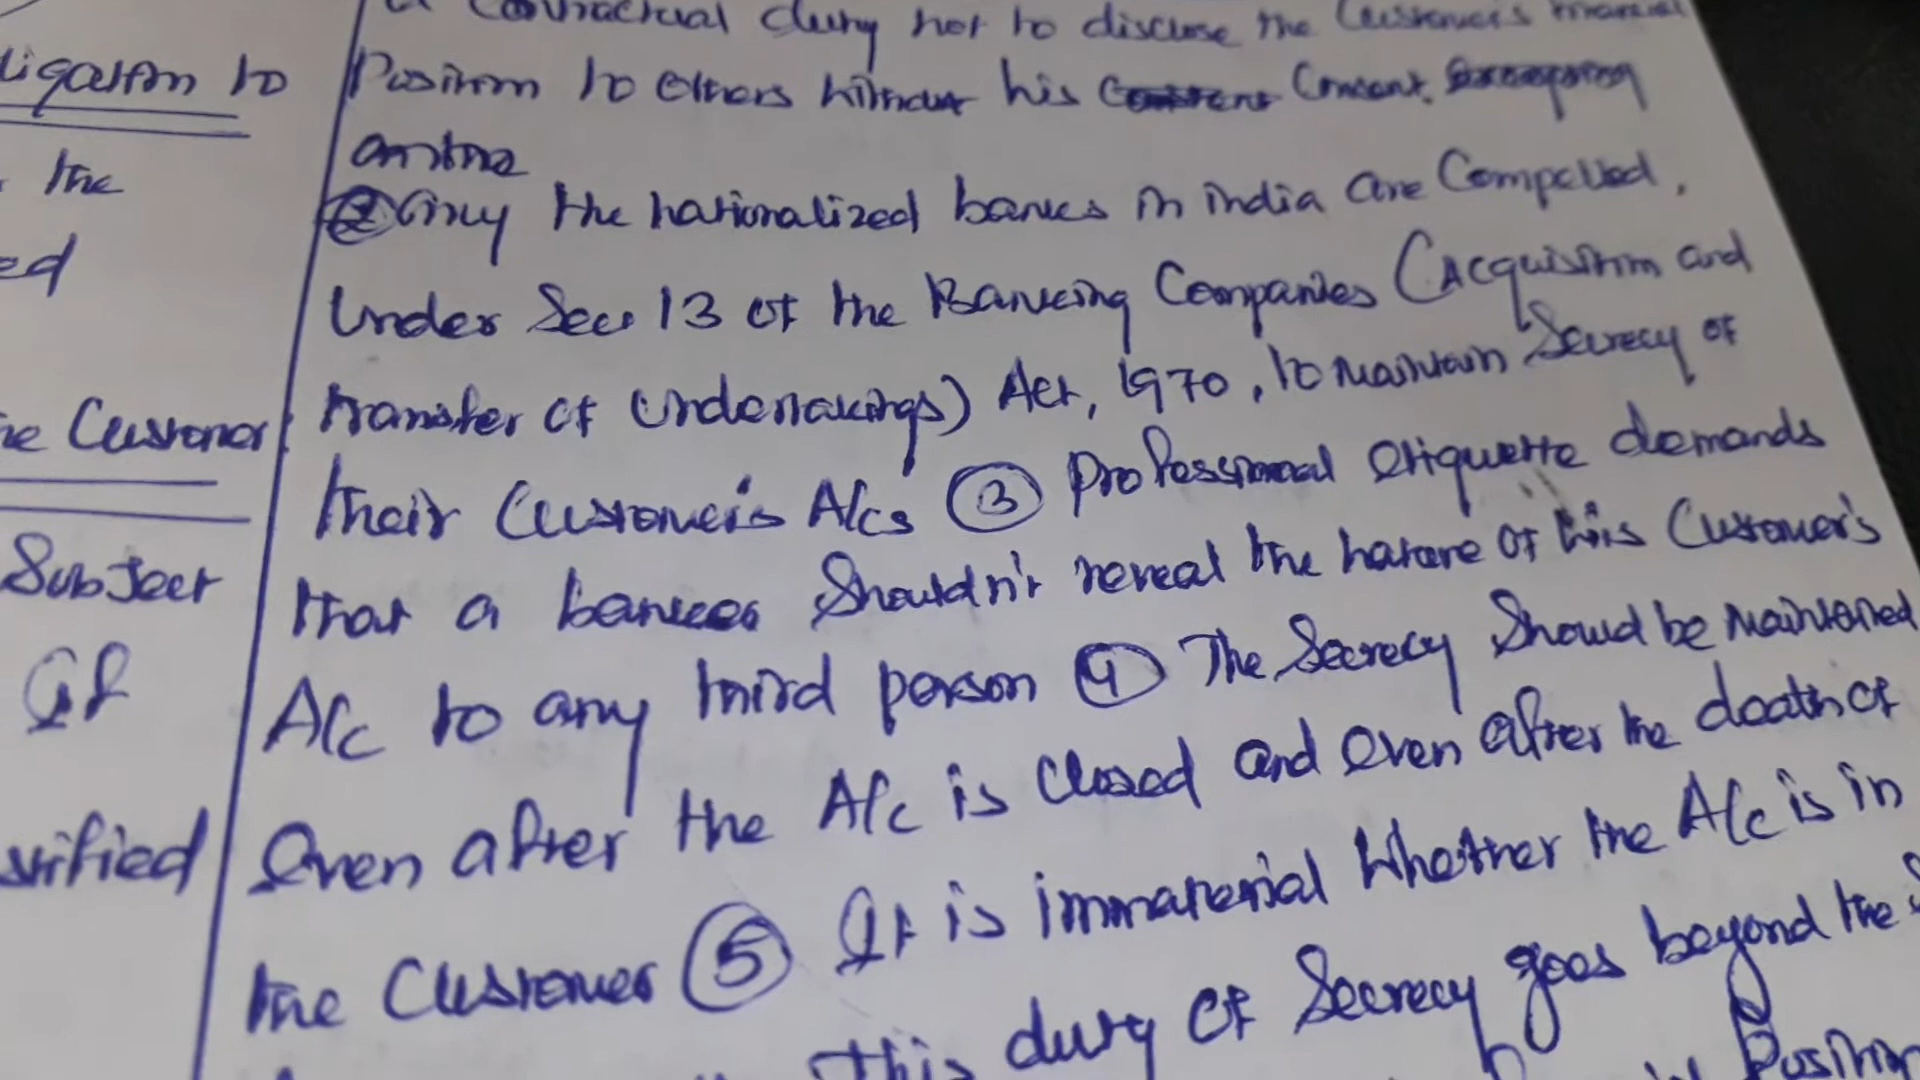 a contractual duty not to disclose the Customer's financial
ligation to
Position to others without his Consent.
the
② Any the nationalized banks in india are Compelled,
ed
Under Sec 13 of the Banking Companies (Acquisition and
transfer of Undertakings) Act, 1970, to Maintain Secrecy of
he Customer:
their Customer's A/cs ③ Professional etiquette demands
Subject
that a banker Shouldn't reveal the nature of his Customer's
If
A/c to any third person ④ The Secrecy Should be Maintained
Even after the A/c is Closed and even after the death of
the Customer ⑤ It is immaterial Whether the A/c is in
This duty of Secrecy goes beyond the
Position